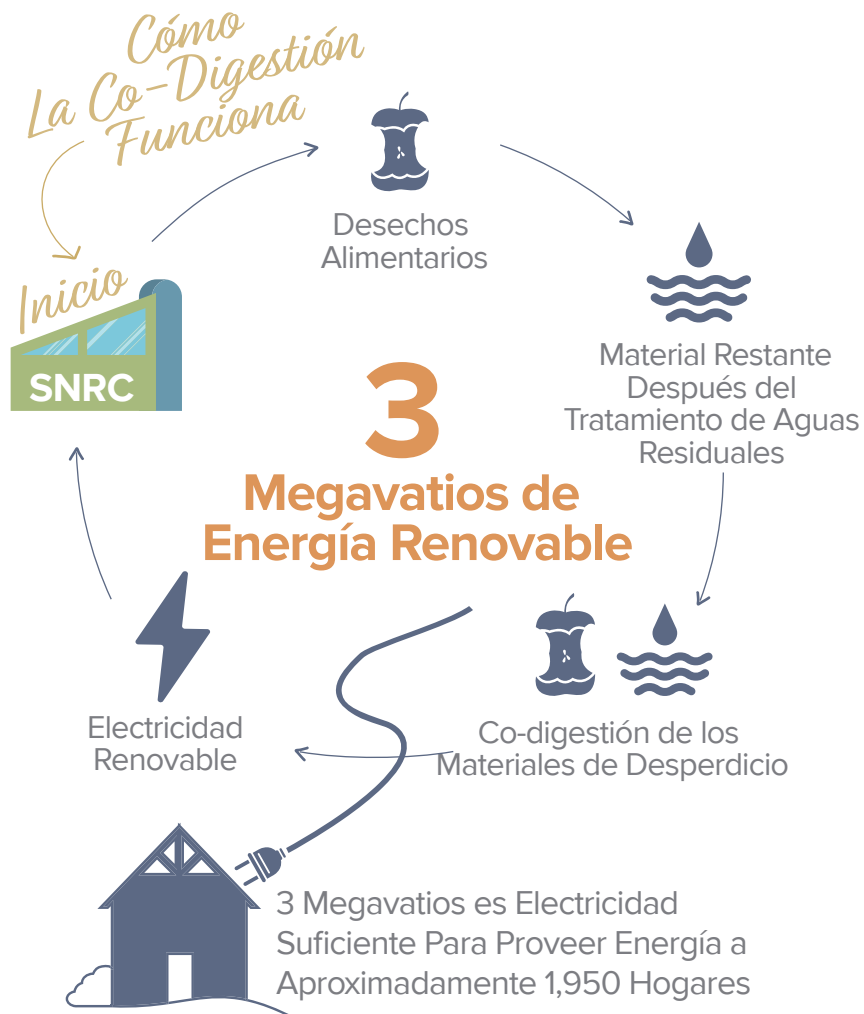 Cómo
La Co-Digestión
Funciona
Inicio
SNRC
Desechos
Alimentarios
Material Restante
Después del
Tratamiento de Aguas
Residuales
3
Megavatios de
Energía Renovable
Co-digestión de los
Materiales de Desperdicio
Electricidad
Renovable
3 Megavatios es Electricidad
Suficiente Para Proveer Energía a
Aproximadamente 1,950 Hogares